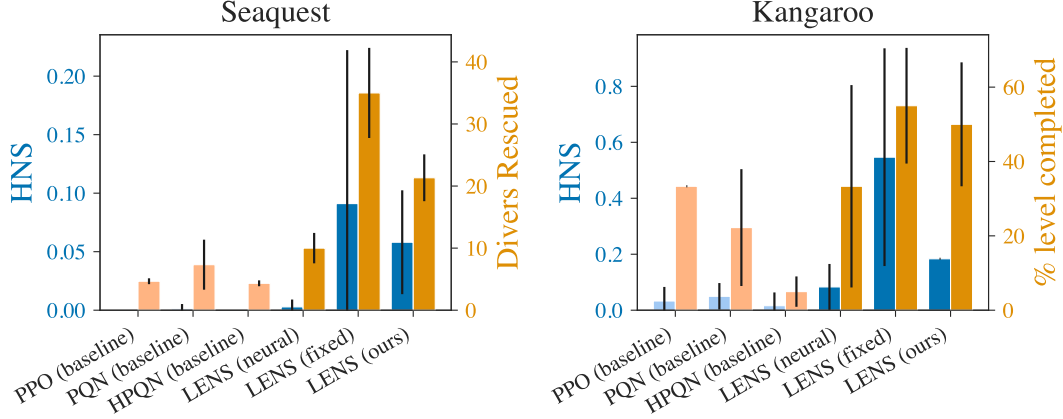 Seaquest
HNS
0.20
0.15
0.10
0.05
0.00
40
30
20
10
0
Divers Rescued
PPO (baseline)
PQN (baseline)
HPQN (baseline)
LENS (neural)
LENS (fixed)
LENS (ours)
Kangaroo
HNS
0.8
0.6
0.4
0.2
0.0
60
40
20
0
% level completed
PPO (baseline)
PQN (baseline)
HPQN (baseline)
LENS (neural)
LENS (fixed)
LENS (ours)